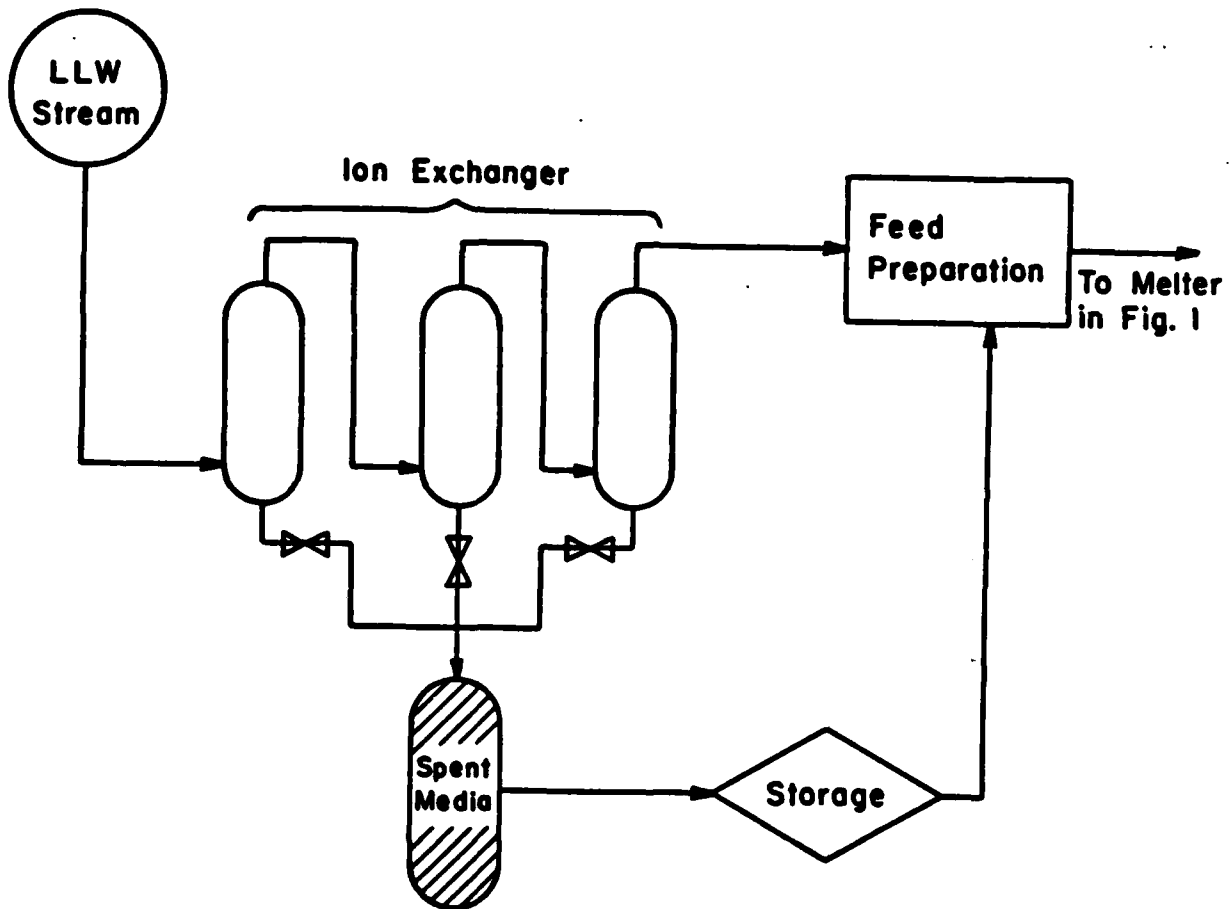 LLW
Stream
Ion Exchanger
Feed
Preparation
To Melter
in Fig. 1
Spent
Media
Storage